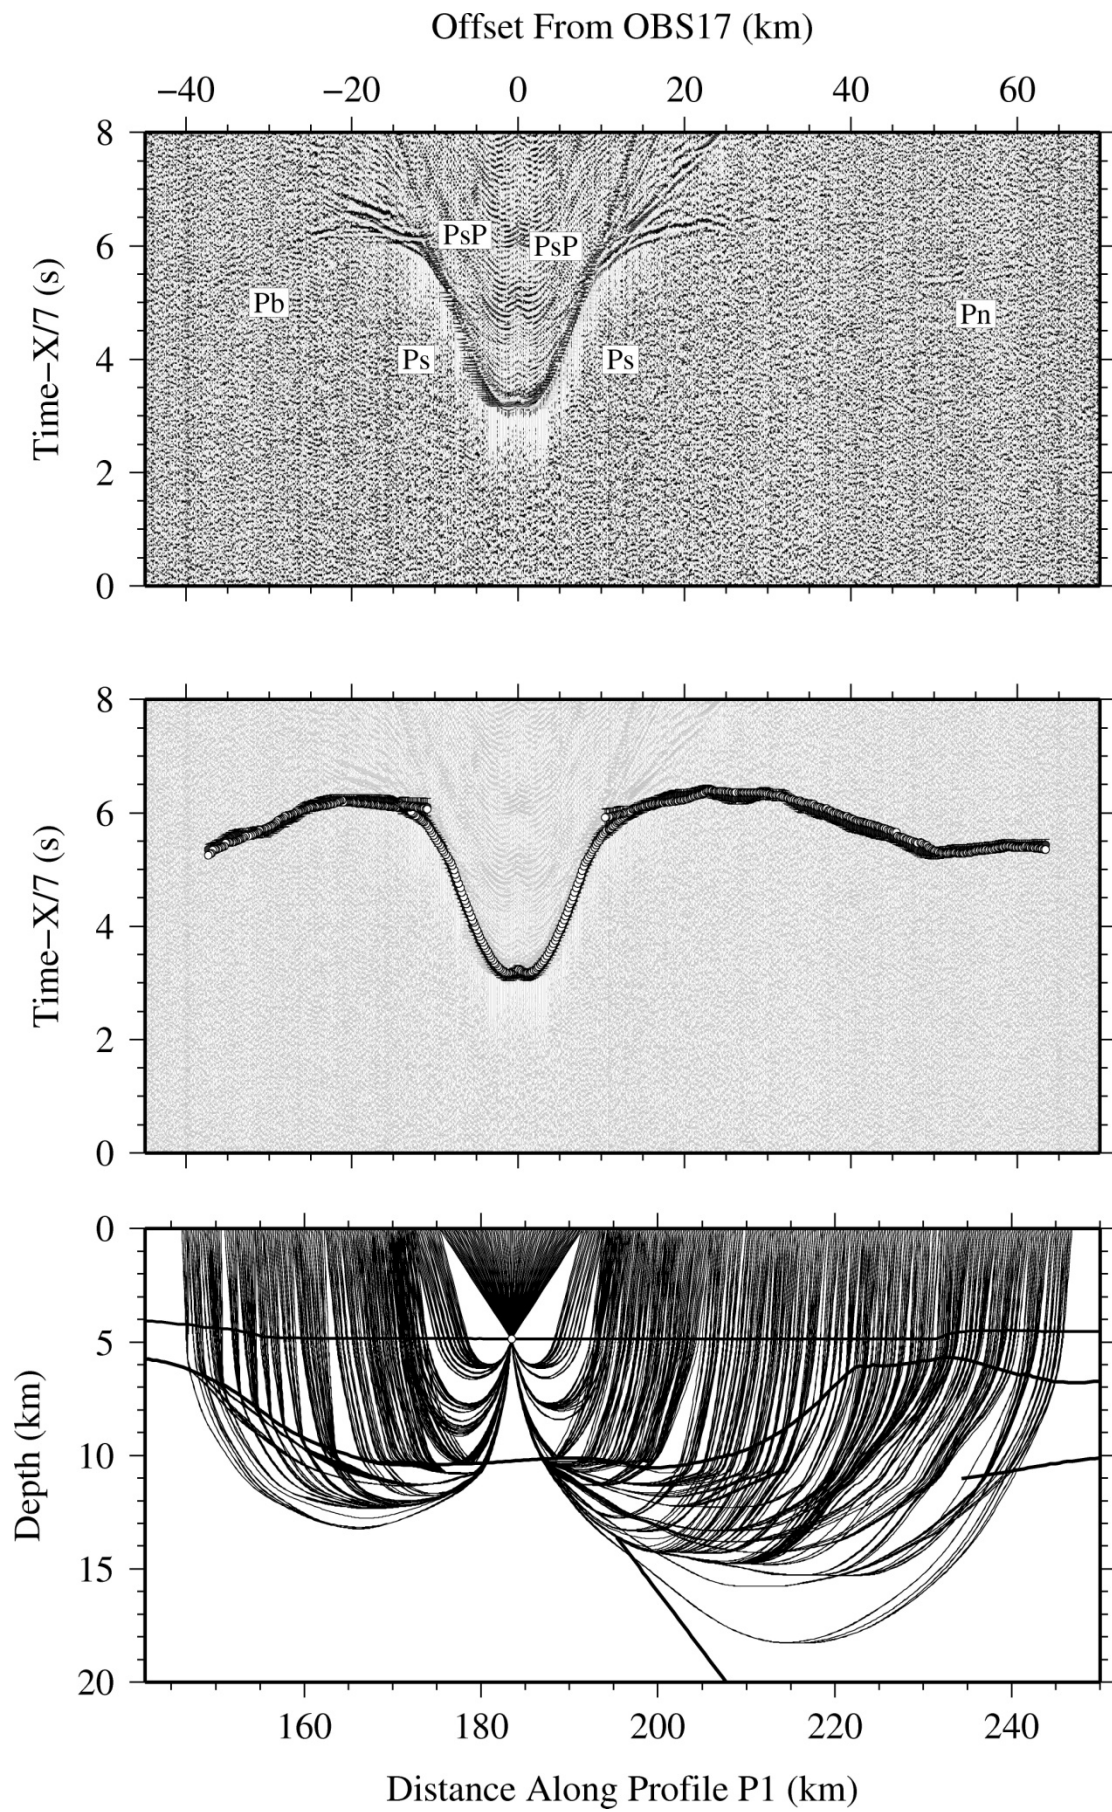 Offset From OBS17 (km)
−40 −20 0 20 40 60
8
6
4
2
0
Time−X/7 (s)
PsP PsP
Pb Pn
Ps Ps
8
6
4
2
0
Time−X/7 (s)
0
5
10
15
20
Depth (km)
160 180 200 220 240
Distance Along Profile P1 (km)